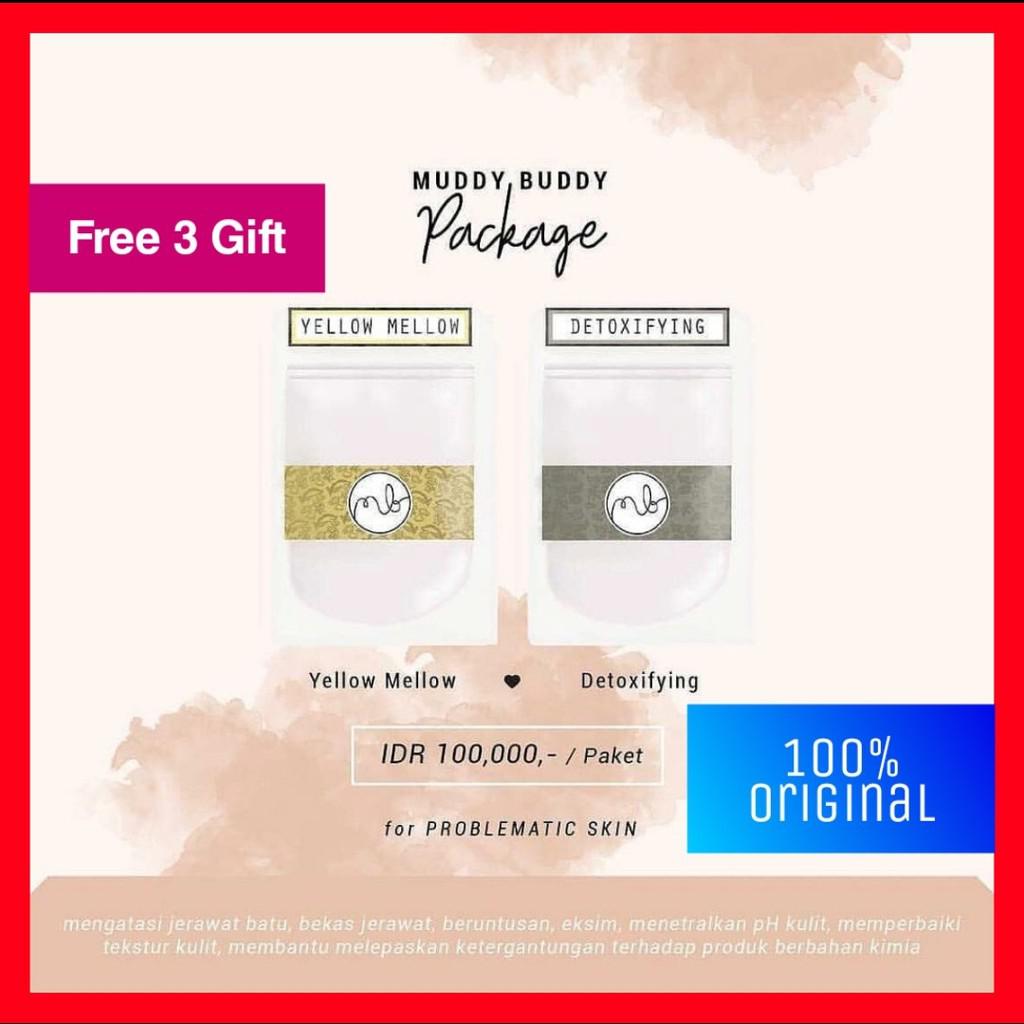 MUDDY BUDDY
Package
Free 3 Gift
YELLOW MELLOW
DETOXIFYING
mb
mb
Yellow Mellow ♥ Detoxifying
IDR 100,000,- / Paket
100%
original
for PROBLEMATIC SKIN
mengatasi jerawat batu, bekas jerawat, beruntusan, eksim, menetralkan pH kulit, memperbaiki
tekstur kulit, membantu melepaskan ketergantungan terhadap produk berbahan kimia